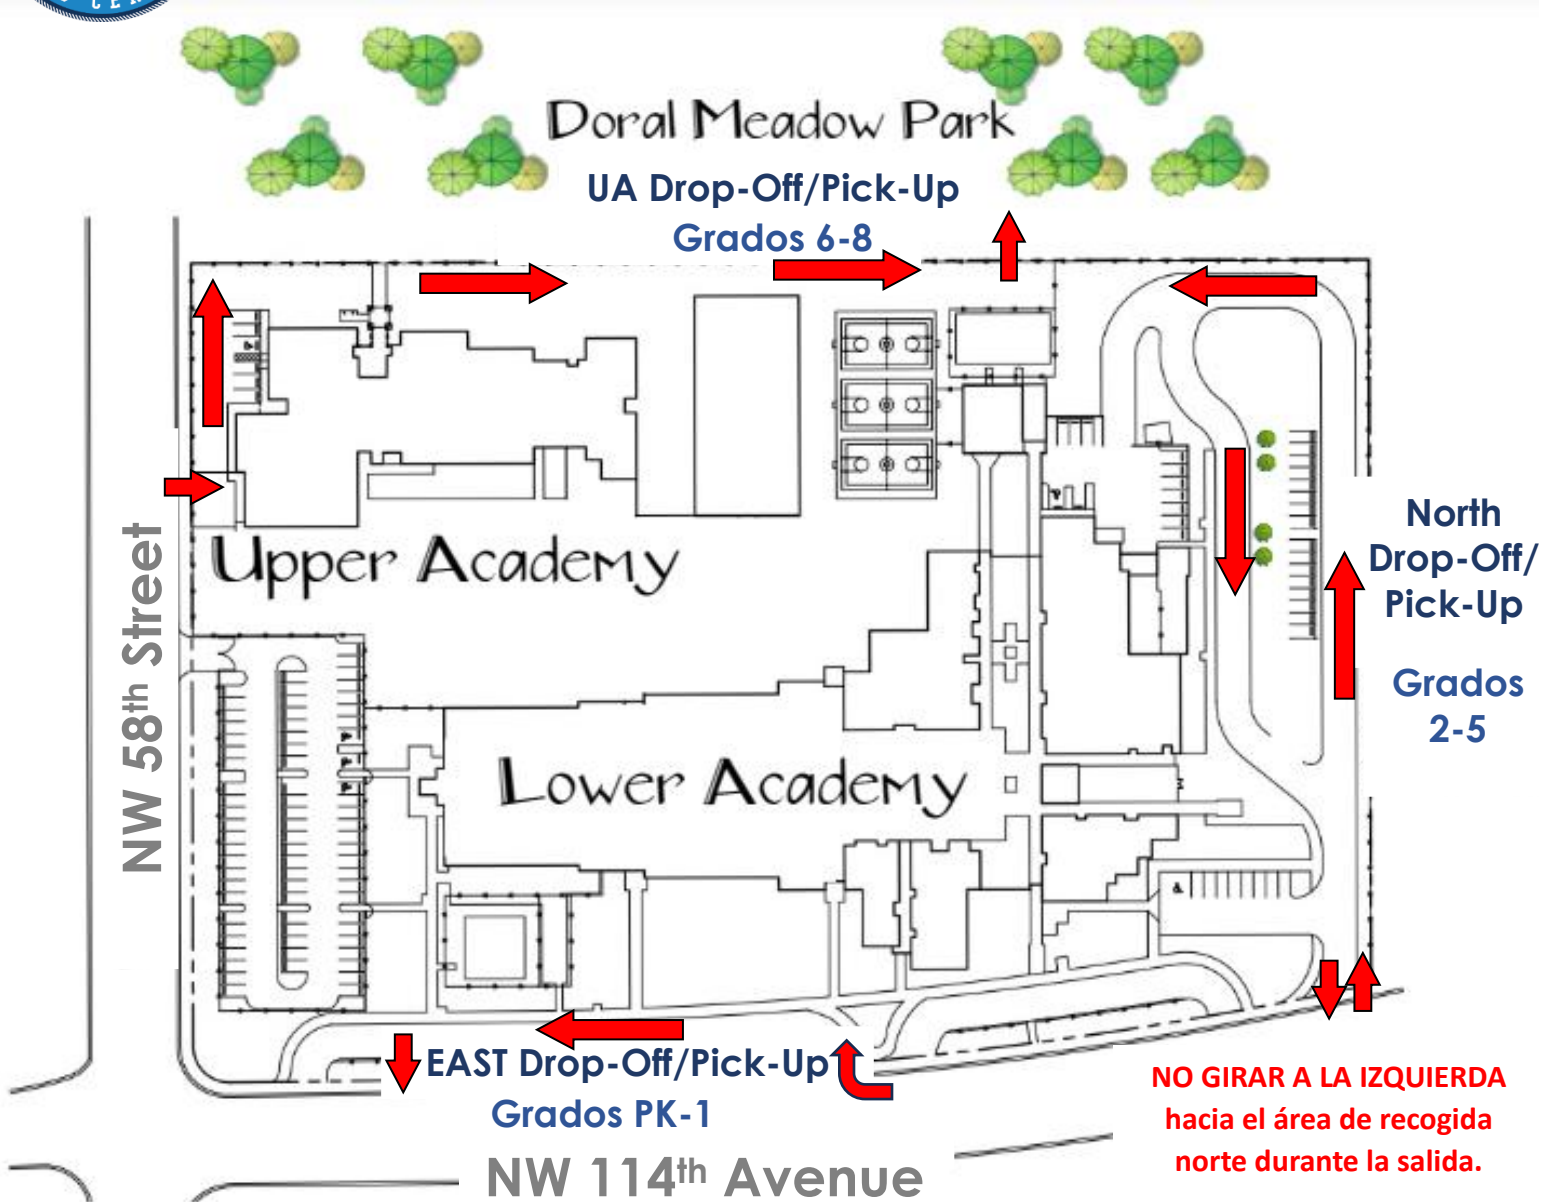 CEN
Doral Meadow Park
UA Drop-Off/Pick-Up
Grados 6-8
Upper Academy
NW 58th Street
North
Drop-Off/
Pick-Up
Grados
2-5
Lower Academy
EAST Drop-Off/Pick-Up
Grados PK-1
NO GIRAR A LA IZQUIERDA
hacia el área de recogida
norte durante la salida.
NW 114th Avenue